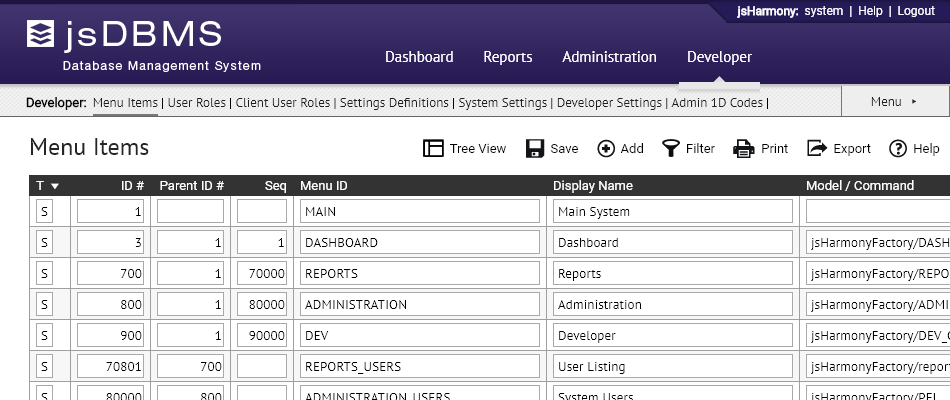 jsHarmony: system | Help | Logout
jsDBMS
Database Management System
Dashboard Reports Administration Developer
Developer: Menu Items | User Roles | Client User Roles | Settings Definitions | System Settings | Developer Settings | Admin 1D Codes |
Menu ▸
Menu Items
Tree View Save Add Filter Print Export Help
T ▼ ID # Parent ID # Seq Menu ID Display Name Model / Command
S 1 MAIN Main System
S 3 1 1 DASHBOARD Dashboard jsHarmonyFactory/DASH
S 700 1 70000 REPORTS Reports jsHarmonyFactory/REPO
S 800 1 80000 ADMINISTRATION Administration jsHarmonyFactory/ADMI
S 900 1 90000 DEV Developer jsHarmonyFactory/DEV_
S 70801 700 REPORTS_USERS User Listing jsHarmonyFactory/repor
S 80000 800 ADMINISTRATION_USERS System Users